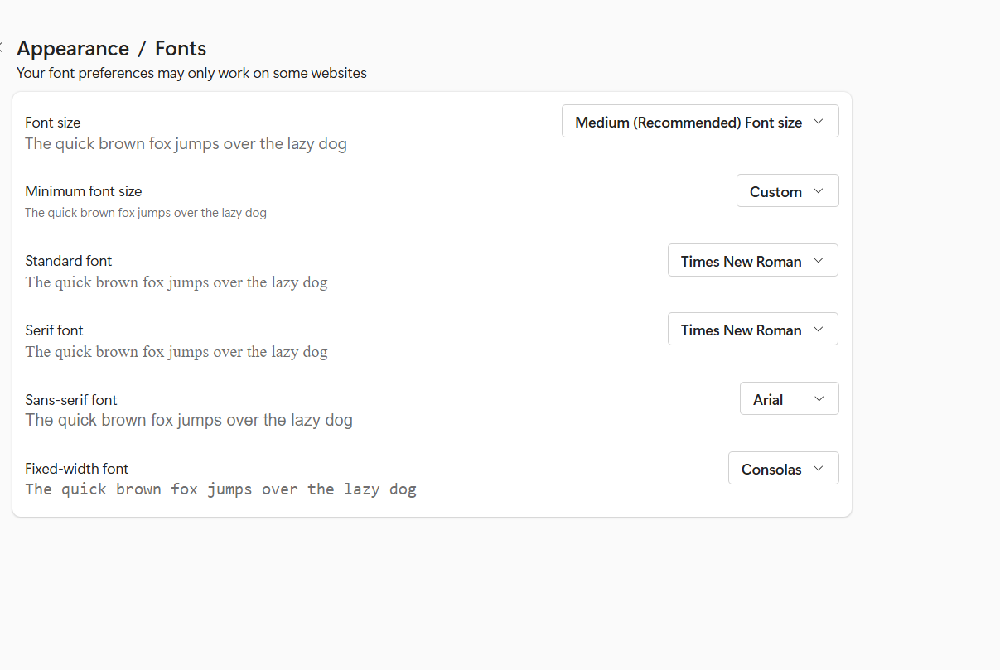 Appearance / Fonts
Your font preferences may only work on some websites
Font size
Medium (Recommended) Font size
The quick brown fox jumps over the lazy dog
Minimum font size
Custom
The quick brown fox jumps over the lazy dog
Standard font
Times New Roman
The quick brown fox jumps over the lazy dog
Serif font
Times New Roman
The quick brown fox jumps over the lazy dog
Sans-serif font
Arial
The quick brown fox jumps over the lazy dog
Fixed-width font
Consolas
The quick brown fox jumps over the lazy dog